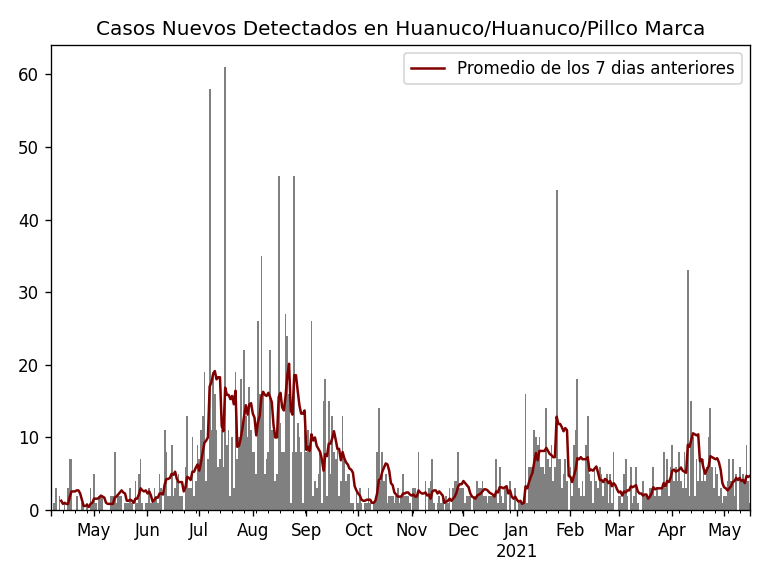 Casos Nuevos Detectados en Huanuco/Huanuco/Pillco Marca
Promedio de los 7 dias anteriores
60
50
40
30
20
10
0
May Jun Jul Aug Sep Oct Nov Dec Jan Feb Mar Apr May
2021